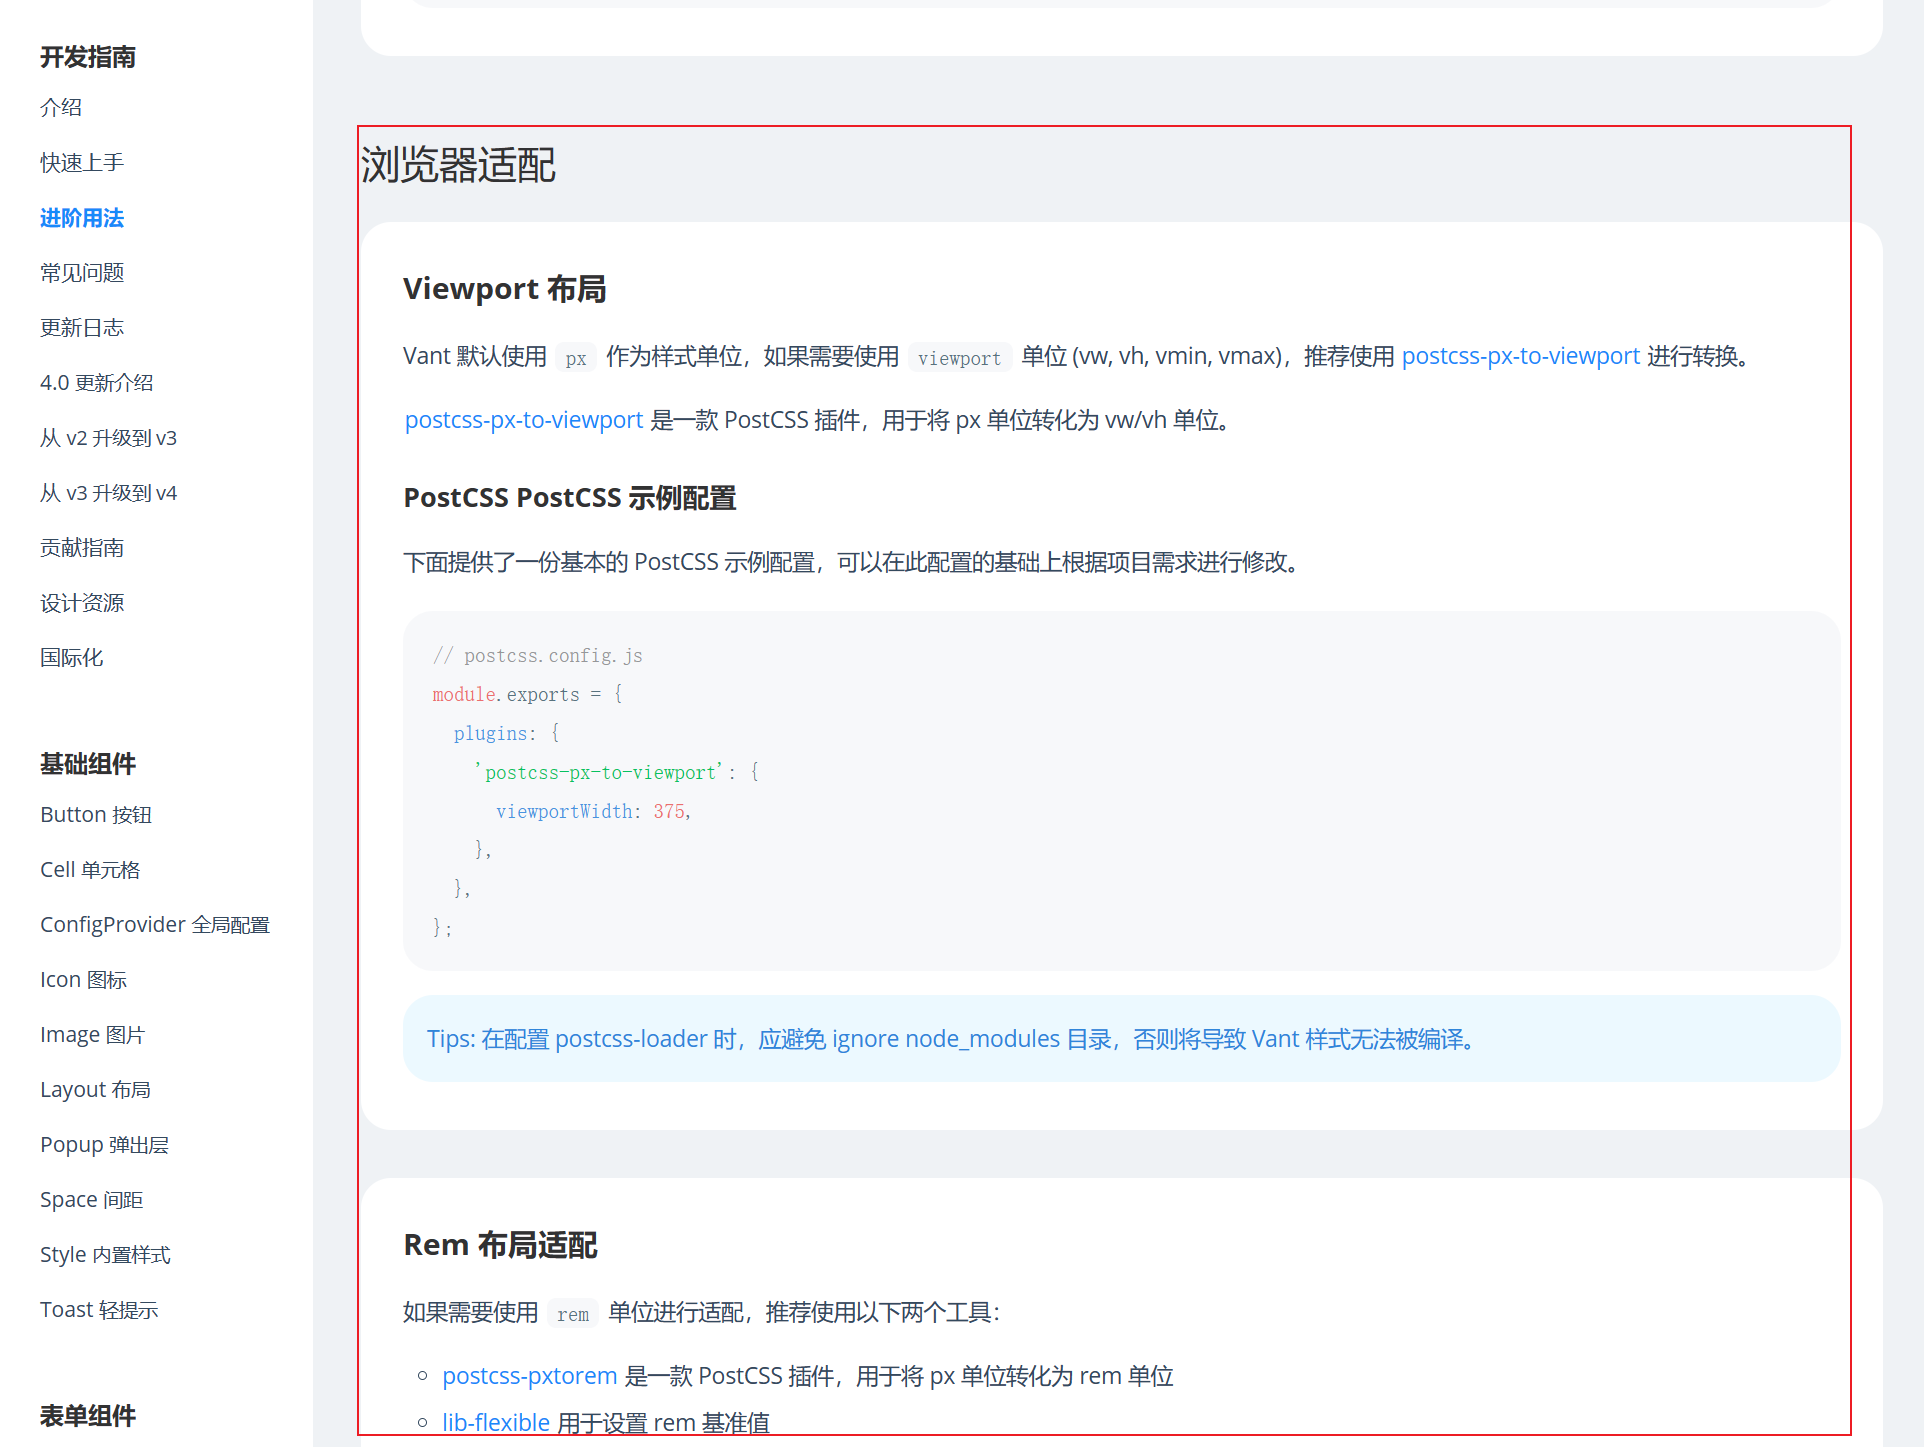 开发指南
介绍
快速上手
进阶用法
常见问题
更新日志
4.0 更新介绍
从 v2 升级到 v3
从 v3 升级到 v4
贡献指南
设计资源
国际化
基础组件
Button 按钮
Cell 单元格
ConfigProvider 全局配置
Icon 图标
Image 图片
Layout 布局
Popup 弹出层
Space 间距
Style 内置样式
Toast 轻提示
表单组件
浏览器适配
Viewport 布局
Vant 默认使用 px 作为样式单位，如果需要使用 viewport 单位 (vw, vh, vmin, vmax)，推荐使用 postcss-px-to-viewport 进行转换。
postcss-px-to-viewport 是一款 PostCSS 插件，用于将 px 单位转化为 vw/vh 单位。
PostCSS PostCSS 示例配置
下面提供了一份基本的 PostCSS 示例配置，可以在此配置的基础上根据项目需求进行修改。
// postcss.config.js
module.exports = {
  plugins: {
    'postcss-px-to-viewport': {
      viewportWidth: 375,
    },
  },
};
Tips: 在配置 postcss-loader 时，应避免 ignore node_modules 目录，否则将导致 Vant 样式无法被编译。
Rem 布局适配
如果需要使用 rem 单位进行适配，推荐使用以下两个工具：
postcss-pxtorem 是一款 PostCSS 插件，用于将 px 单位转化为 rem 单位
lib-flexible 用于设置 rem 基准值